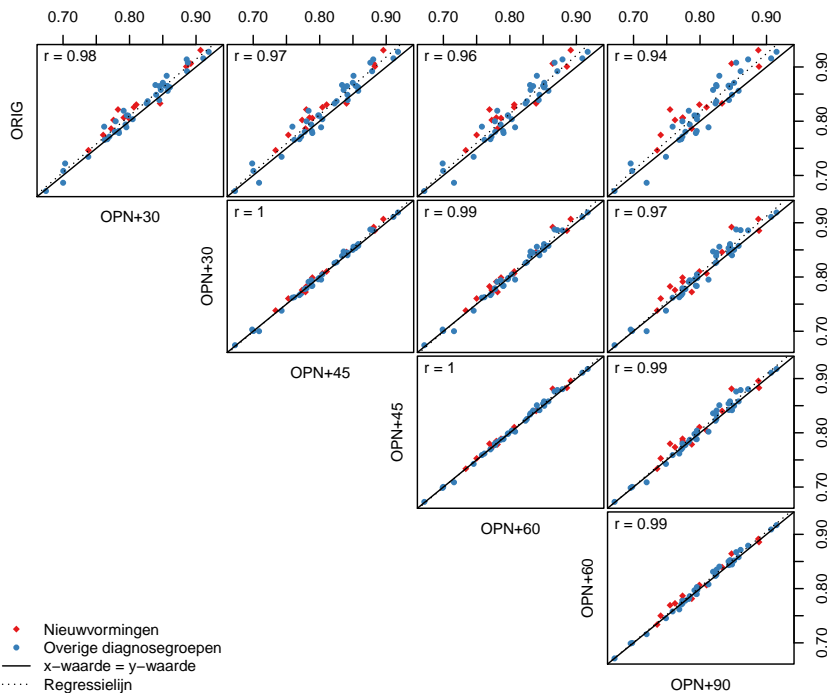 0.70 0.80 0.90 0.70 0.80 0.90
0.70 0.80 0.90 0.70 0.80 0.90
r = 0.98
r = 0.97
r = 0.96
r = 0.94
ORIG
0.70 0.80 0.90
OPN+30
r = 1
r = 0.99
r = 0.97
OPN+30
0.70 0.80 0.90
OPN+45
r = 1
r = 0.99
OPN+45
0.70 0.80 0.90
OPN+60
r = 0.99
OPN+60
0.70 0.80 0.90
OPN+90
Nieuwvormingen
Overige diagnosegroepen
x-waarde = y-waarde
Regressielijn